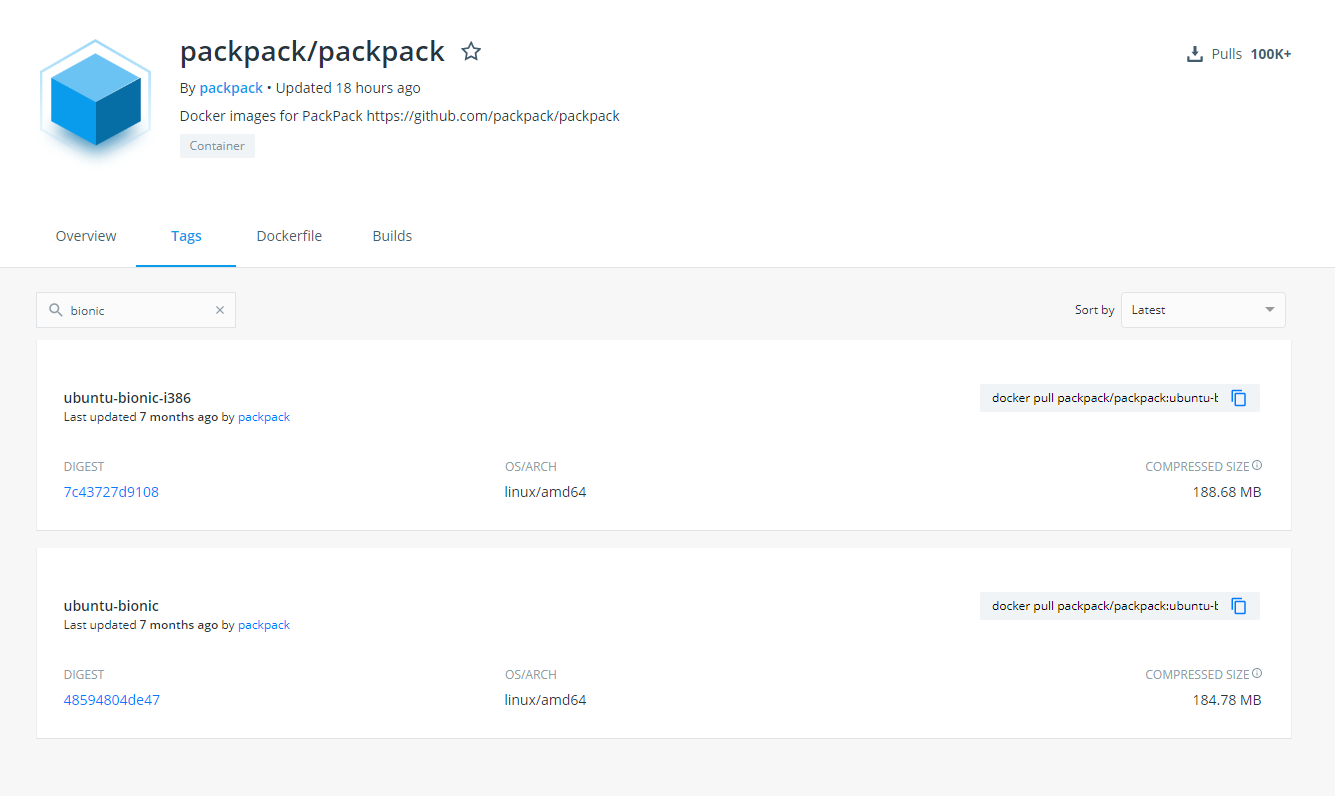 packpack/packpack
Pulls 100K+
By packpack • Updated 18 hours ago
Docker images for PackPack https://github.com/packpack/packpack
Container
Overview Tags Dockerfile Builds
bionic
Sort by Latest
ubuntu-bionic-i386
docker pull packpack/packpack:ubuntu-b
Last updated 7 months ago by packpack
DIGEST OS/ARCH COMPRESSED SIZE
7c43727d9108 linux/amd64 188.68 MB
ubuntu-bionic
docker pull packpack/packpack:ubuntu-b
Last updated 7 months ago by packpack
DIGEST OS/ARCH COMPRESSED SIZE
48594804de47 linux/amd64 184.78 MB